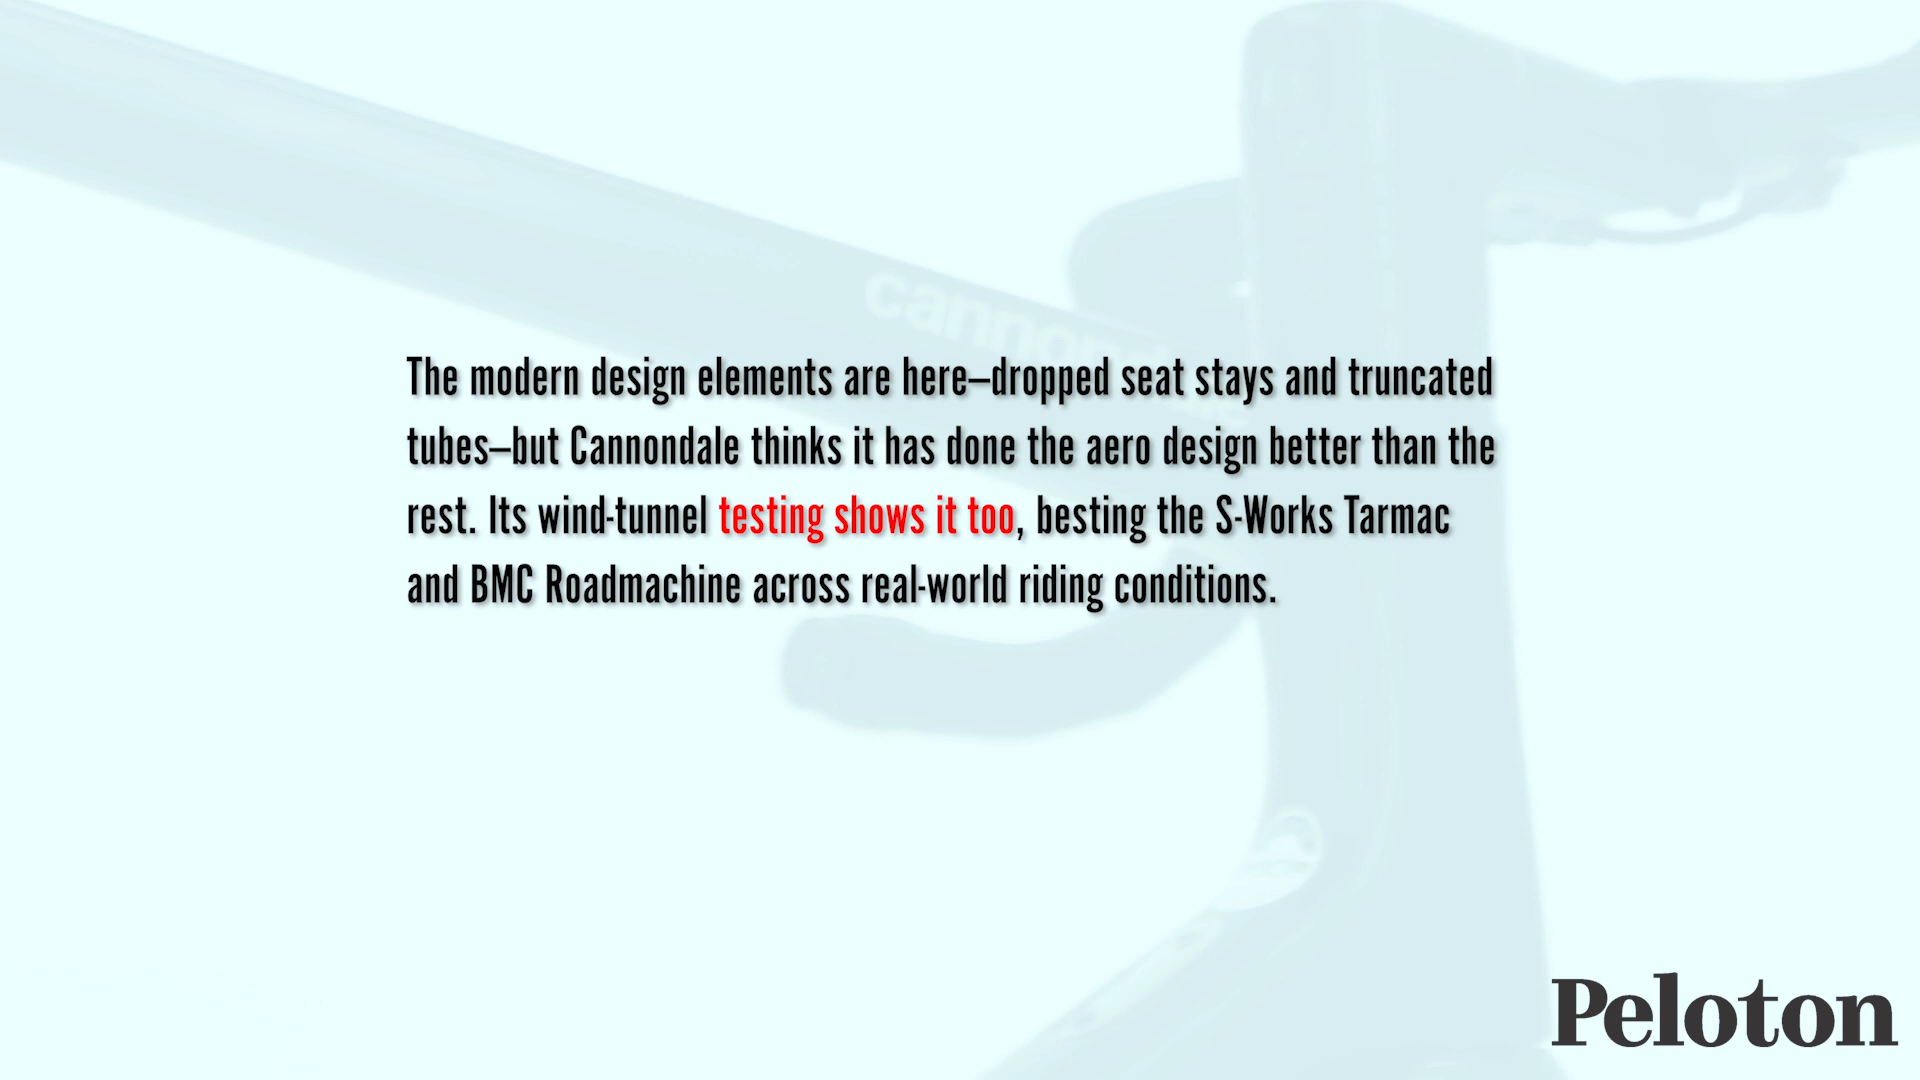 cannond
The modern design elements are here–dropped seat stays and truncated
tubes–but Cannondale thinks it has done the aero design better than the
rest. Its wind-tunnel testing shows it too, besting the S-Works Tarmac
and BMC Roadmachine across real-world riding conditions.
Peloton